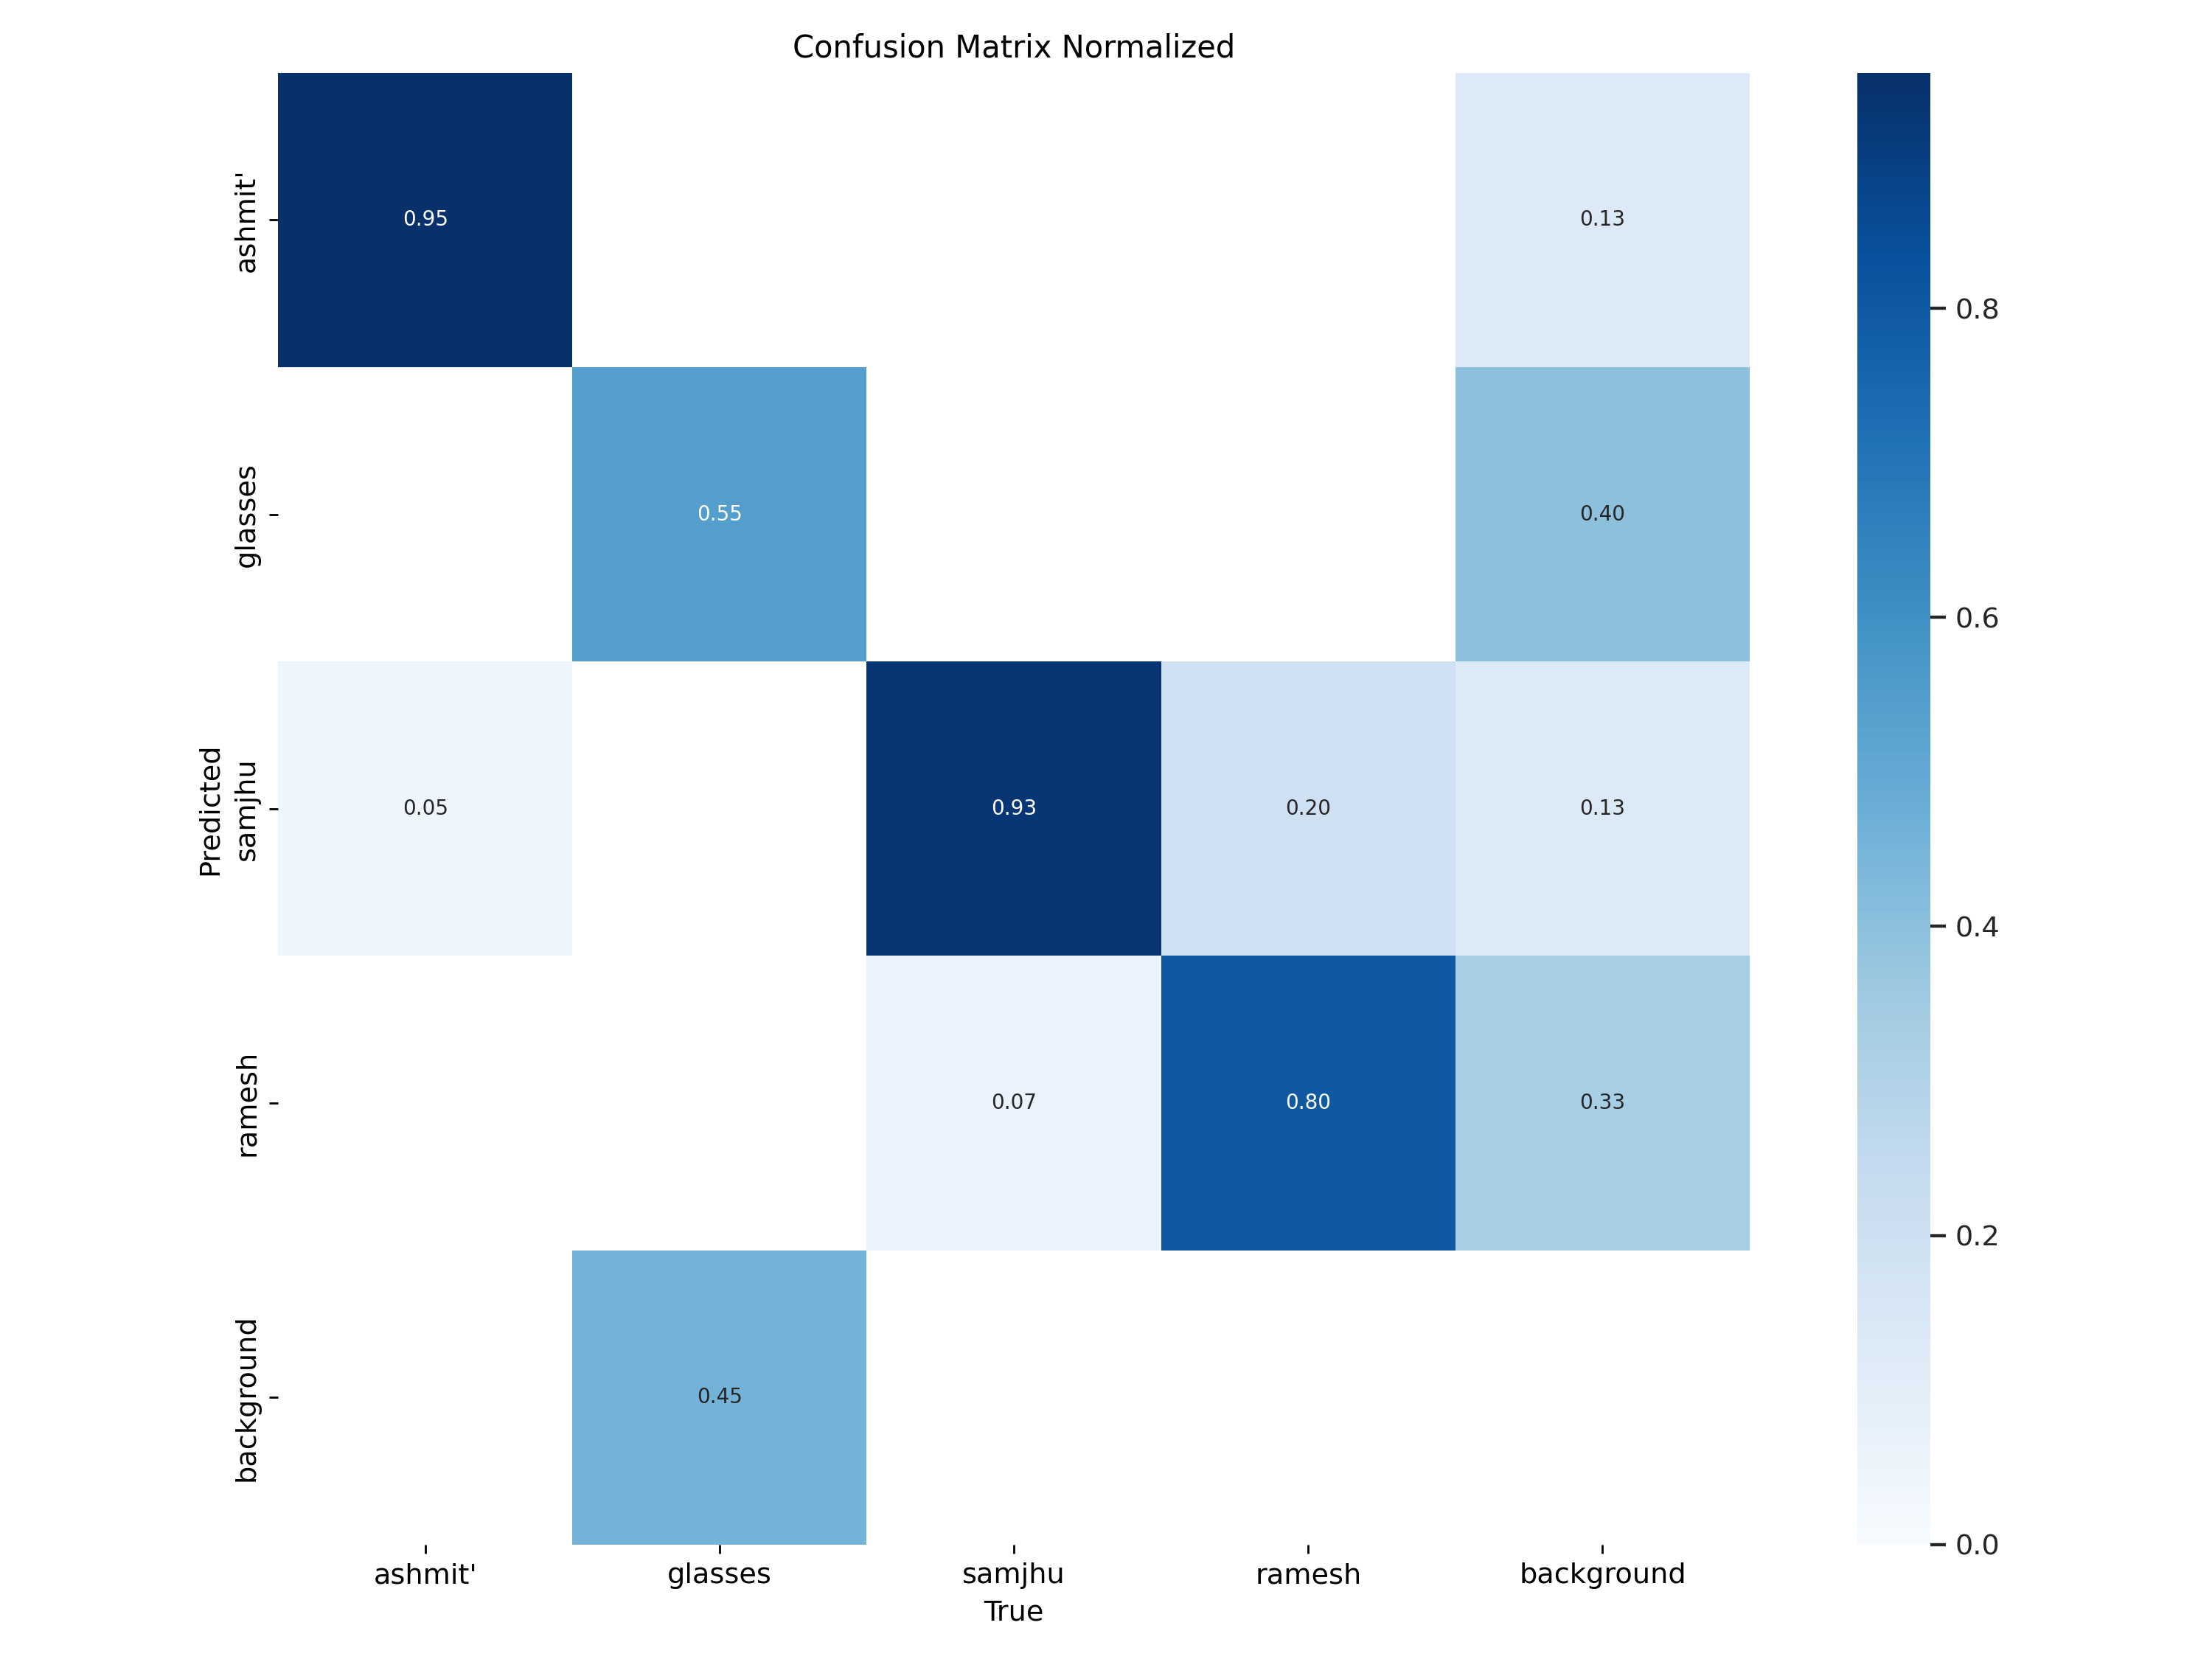 Confusion Matrix Normalized
ashmit'
0.95
0.13
0.8
glasses
0.55
0.40
0.6
Predicted
samjhu
0.05
0.93
0.20
0.13
0.4
ramesh
0.07
0.80
0.33
0.2
background
0.45
0.0
ashmit' glasses samjhu ramesh background
True